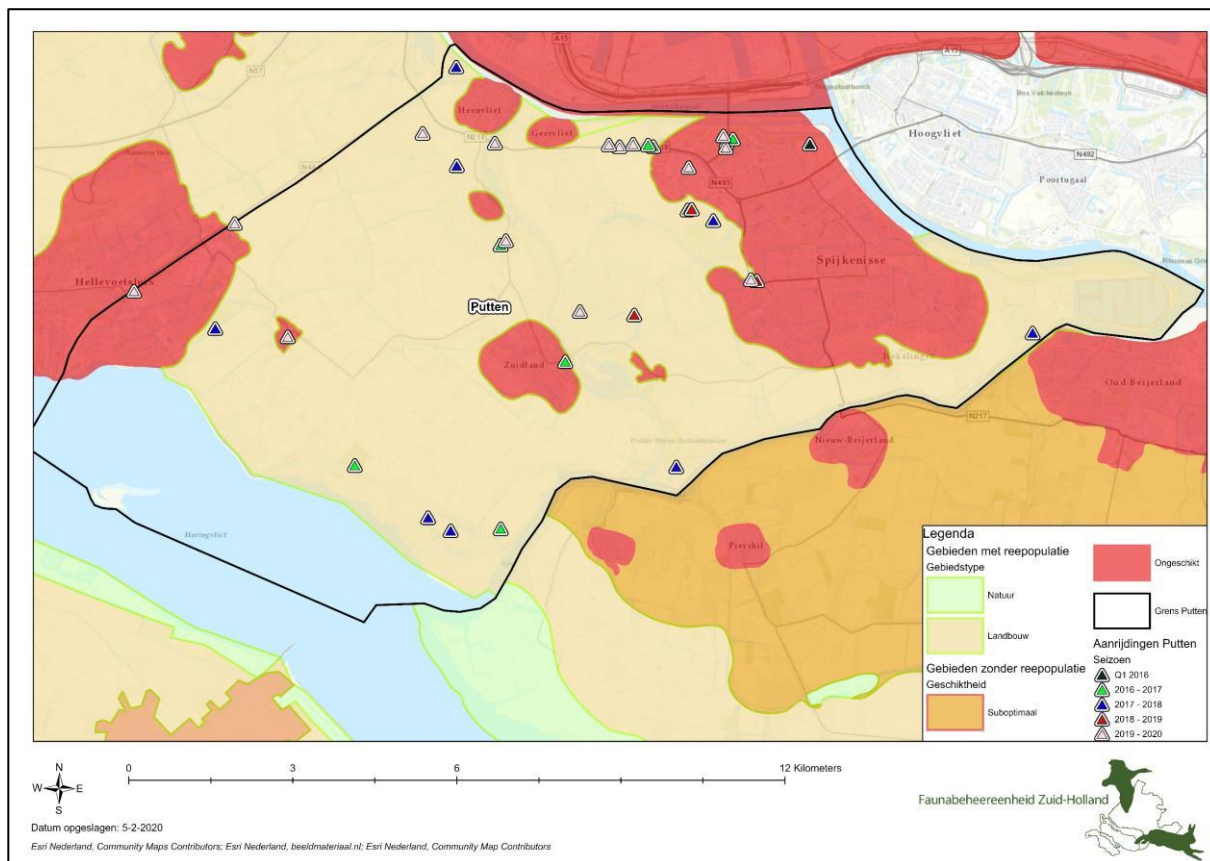 A15
A15
N57
Hoogvliet
Heenvliet
Geervliet
N218
N492
Poortugaal
N493
Spijkenisse
Hellevoetsluis
Putten
Zuidland
Hekelingen
Oud-Beijerland
N217
Nieuw-Beijerland
Haringvliet
Piershil
Legenda
Gebieden met reepopulatie
Gebiedstype
Natuur
Landbouw
Gebieden zonder reepopulatie
Geschiktheid
Suboptimaal
Ongeschikt
Grens Putten
Aanrijdingen Putten
Seizoen
Q1 2016
2016 - 2017
2017 - 2018
2018 - 2019
2019 - 2020
N
W E
S
0 3 6 12 Kilometers
Faunabeheereenheid Zuid-Holland
Datum opgeslagen: 5-2-2020
Esri Nederland, Community Maps Contributors; Esri Nederland, beeldmateriaal.nl; Esri Nederland, Community Map Contributors